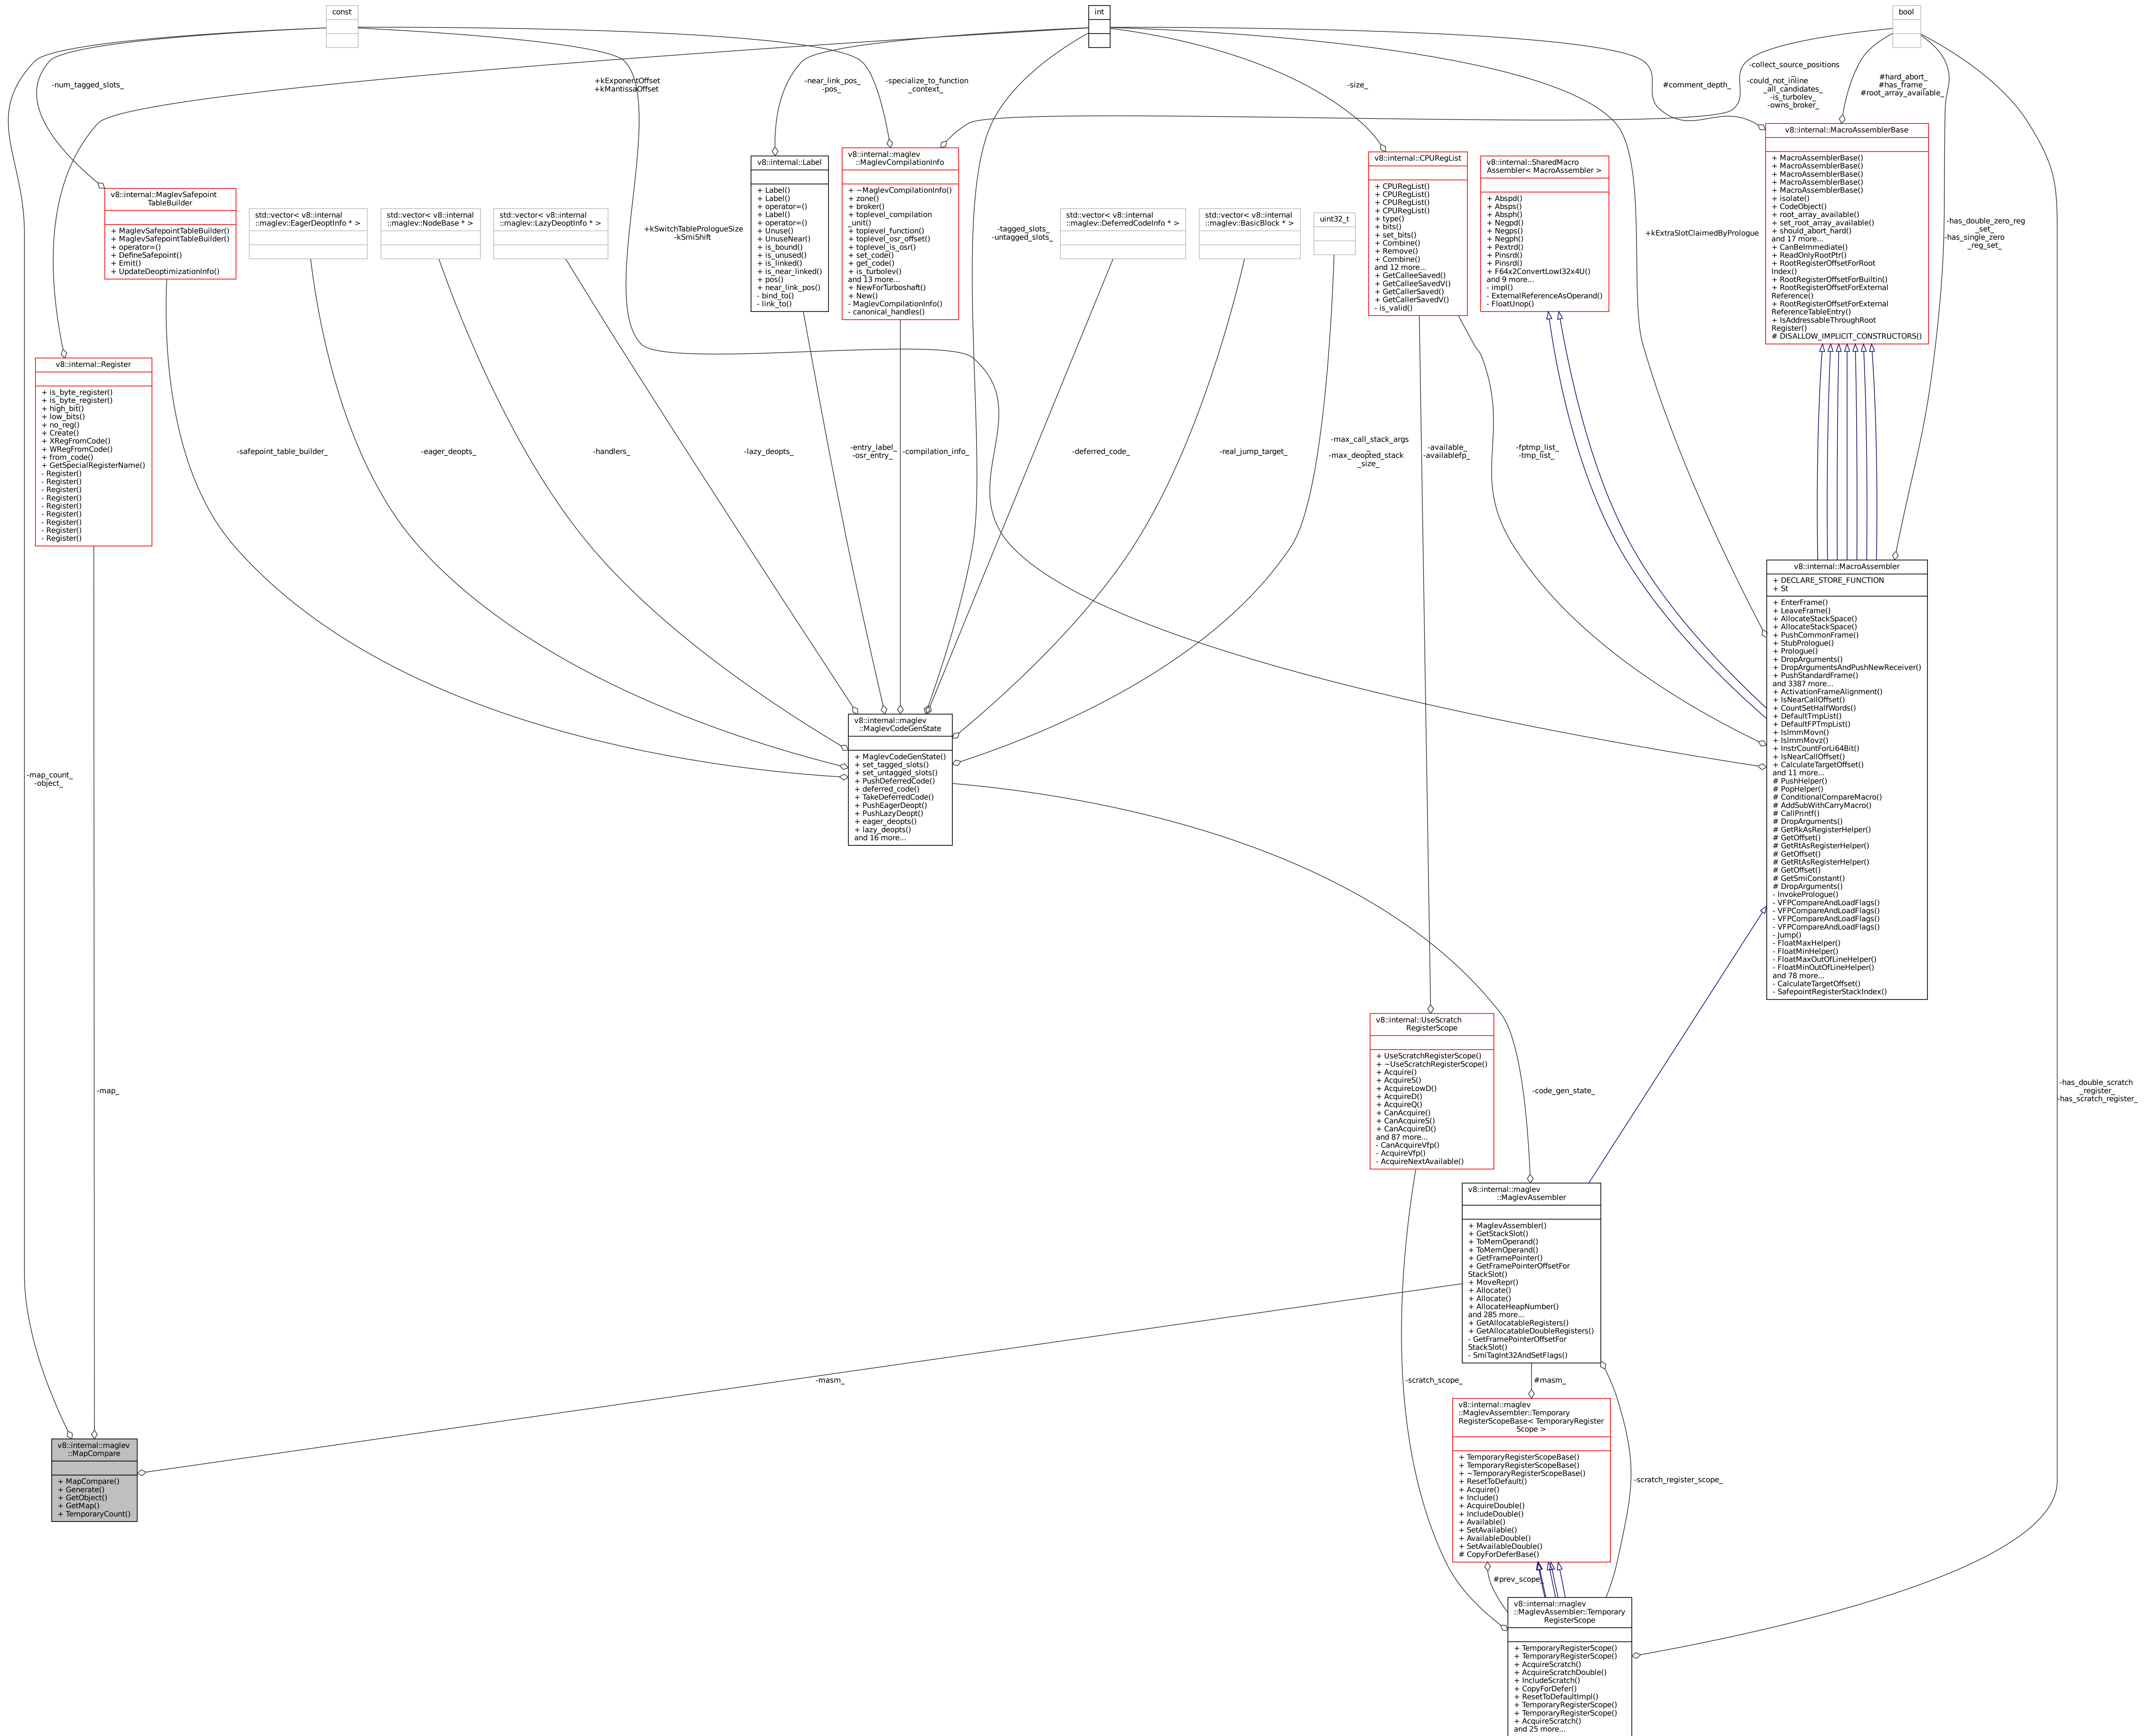 const
int
bool
-num_tagged_slots_
+kExponentOffset
+kMantissaOffset
-near_link_pos_
-pos_
-specialize_to_function
_context_
-size_
#comment_depth_
-collect_source_positions
_
-could_not_inline
_all_candidates_
-is_turbolev_
-owns_broker_
#hard_abort_
#has_frame_
#root_array_available_
v8::internal::MaglevSafepoint
TableBuilder
+ MaglevSafepointTableBuilder()
+ MaglevSafepointTableBuilder()
+ operator=()
+ DefineSafepoint()
+ Emit()
+ UpdateDeoptimizationInfo()
std::vector< v8::internal
::maglev::EagerDeoptInfo * >
std::vector< v8::internal
::maglev::NodeBase * >
std::vector< v8::internal
::maglev::LazyDeoptInfo * >
+kSwitchTablePrologueSize
-kSmiShift
v8::internal::Label
+ Label()
+ Label()
+ operator=()
+ Label()
+ operator=()
+ Unuse()
+ UnuseNear()
+ is_bound()
+ is_unused()
+ is_linked()
+ is_near_linked()
+ pos()
+ near_link_pos()
- bind_to()
- link_to()
v8::internal::maglev
::MaglevCompilationInfo
+ ~MaglevCompilationInfo()
+ zone()
+ broker()
+ toplevel_compilation
_unit()
+ toplevel_function()
+ toplevel_osr_offset()
+ toplevel_is_osr()
+ set_code()
+ get_code()
+ is_turbolev()
and 13 more...
+ NewForTurboshaft()
+ New()
- MaglevCompilationInfo()
- canonical_handles()
-tagged_slots_
-untagged_slots_
std::vector< v8::internal
::maglev::DeferredCodeInfo * >
std::vector< v8::internal
::maglev::BasicBlock * >
uint32_t
v8::internal::CPURegList
+ CPURegList()
+ CPURegList()
+ CPURegList()
+ CPURegList()
+ type()
+ bits()
+ set_bits()
+ Combine()
+ Remove()
+ Combine()
and 12 more...
+ GetCalleeSaved()
+ GetCalleeSavedV()
+ GetCallerSaved()
+ GetCallerSavedV()
- is_valid()
v8::internal::SharedMacro
Assembler< MacroAssembler >
+ Abspd()
+ Absps()
+ Absph()
+ Negpd()
+ Negps()
+ Negph()
+ Pextrd()
+ Pinsrd()
+ Pinsrd()
+ F64x2ConvertLowI32x4U()
and 9 more...
- impl()
- ExternalReferenceAsOperand()
- FloatUnop()
+kExtraSlotClaimedByPrologue
v8::internal::MacroAssemblerBase
+ MacroAssemblerBase()
+ MacroAssemblerBase()
+ MacroAssemblerBase()
+ MacroAssemblerBase()
+ MacroAssemblerBase()
+ isolate()
+ CodeObject()
+ root_array_available()
+ set_root_array_available()
+ should_abort_hard()
and 17 more...
+ CanBeImmediate()
+ ReadOnlyRootPtr()
+ RootRegisterOffsetForRoot
Index()
+ RootRegisterOffsetForBuiltin()
+ RootRegisterOffsetForExternal
Reference()
+ RootRegisterOffsetForExternal
ReferenceTableEntry()
+ IsAddressableThroughRoot
Register()
# DISALLOW_IMPLICIT_CONSTRUCTORS()
-has_double_zero_reg
_set_
-has_single_zero
_reg_set_
v8::internal::Register
+ is_byte_register()
+ is_byte_register()
+ high_bit()
+ low_bits()
+ no_reg()
+ Create()
+ XRegFromCode()
+ WRegFromCode()
+ from_code()
+ GetSpecialRegisterName()
- Register()
- Register()
- Register()
- Register()
- Register()
- Register()
- Register()
- Register()
- Register()
-safepoint_table_builder_
-eager_deopts_
-handlers_
-lazy_deopts_
-entry_label_
-osr_entry_
-compilation_info_
-deferred_code_
-real_jump_target_
-max_call_stack_args
_
-max_deopted_stack
_size_
-available_
-availablefp_
-fptmp_list_
-tmp_list_
v8::internal::MacroAssembler
+ DECLARE_STORE_FUNCTION
+ St
+ EnterFrame()
+ LeaveFrame()
+ AllocateStackSpace()
+ AllocateStackSpace()
+ PushCommonFrame()
+ StubPrologue()
+ Prologue()
+ DropArguments()
+ DropArgumentsAndPushNewReceiver()
+ PushStandardFrame()
and 3387 more...
+ ActivationFrameAlignment()
+ IsNearCallOffset()
+ CountSetHalfWords()
+ DefaultTmpList()
+ DefaultFPTmpList()
+ IsImmMovn()
+ IsImmMovz()
+ InstrCountForLi64Bit()
+ IsNearCallOffset()
+ CalculateTargetOffset()
and 11 more...
# PushHelper()
# PopHelper()
# ConditionalCompareMacro()
# AddSubWithCarryMacro()
# CallPrintf()
# DropArguments()
# GetRkAsRegisterHelper()
# GetOffset()
# GetRtAsRegisterHelper()
# GetOffset()
# GetRtAsRegisterHelper()
# GetOffset()
# GetSmiConstant()
# DropArguments()
- InvokePrologue()
- VFPCompareAndLoadFlags()
- VFPCompareAndLoadFlags()
- VFPCompareAndLoadFlags()
- VFPCompareAndLoadFlags()
- Jump()
- FloatMaxHelper()
- FloatMinHelper()
- FloatMaxOutOfLineHelper()
- FloatMinOutOfLineHelper()
and 78 more...
- CalculateTargetOffset()
- SafepointRegisterStackIndex()
v8::internal::maglev
::MaglevCodeGenState
+ MaglevCodeGenState()
+ set_tagged_slots()
+ set_untagged_slots()
+ PushDeferredCode()
+ deferred_code()
+ TakeDeferredCode()
+ PushEagerDeopt()
+ PushLazyDeopt()
+ eager_deopts()
+ lazy_deopts()
and 16 more...
-map_count_
-object_
v8::internal::UseScratch
RegisterScope
+ UseScratchRegisterScope()
+ ~UseScratchRegisterScope()
+ Acquire()
+ AcquireS()
+ AcquireLowD()
+ AcquireD()
+ AcquireQ()
+ CanAcquire()
+ CanAcquireS()
+ CanAcquireD()
and 87 more...
- CanAcquireVfp()
- AcquireVfp()
- AcquireNextAvailable()
-map_
-code_gen_state_
-has_double_scratch
_register_
-has_scratch_register_
v8::internal::maglev
::MaglevAssembler
+ MaglevAssembler()
+ GetStackSlot()
+ ToMemOperand()
+ ToMemOperand()
+ GetFramePointer()
+ GetFramePointerOffsetFor
StackSlot()
+ MoveRepr()
+ Allocate()
+ Allocate()
+ AllocateHeapNumber()
and 285 more...
+ GetAllocatableRegisters()
+ GetAllocatableDoubleRegisters()
- GetFramePointerOffsetFor
StackSlot()
- SmiTagInt32AndSetFlags()
-masm_
-scratch_scope_
#masm_
v8::internal::maglev
::MapCompare
+ MapCompare()
+ Generate()
+ GetObject()
+ GetMap()
+ TemporaryCount()
v8::internal::maglev
::MaglevAssembler::Temporary
RegisterScopeBase< TemporaryRegister
Scope >
+ TemporaryRegisterScopeBase()
+ TemporaryRegisterScopeBase()
+ ~TemporaryRegisterScopeBase()
+ ResetToDefault()
+ Acquire()
+ Include()
+ AcquireDouble()
+ IncludeDouble()
+ Available()
+ SetAvailable()
+ AvailableDouble()
+ SetAvailableDouble()
# CopyForDeferBase()
-scratch_register_scope_
#prev_scope_
v8::internal::maglev
::MaglevAssembler::Temporary
RegisterScope
+ TemporaryRegisterScope()
+ TemporaryRegisterScope()
+ AcquireScratch()
+ AcquireScratchDouble()
+ IncludeScratch()
+ CopyForDefer()
+ ResetToDefaultImpl()
+ TemporaryRegisterScope()
+ TemporaryRegisterScope()
+ AcquireScratch()
and 25 more...